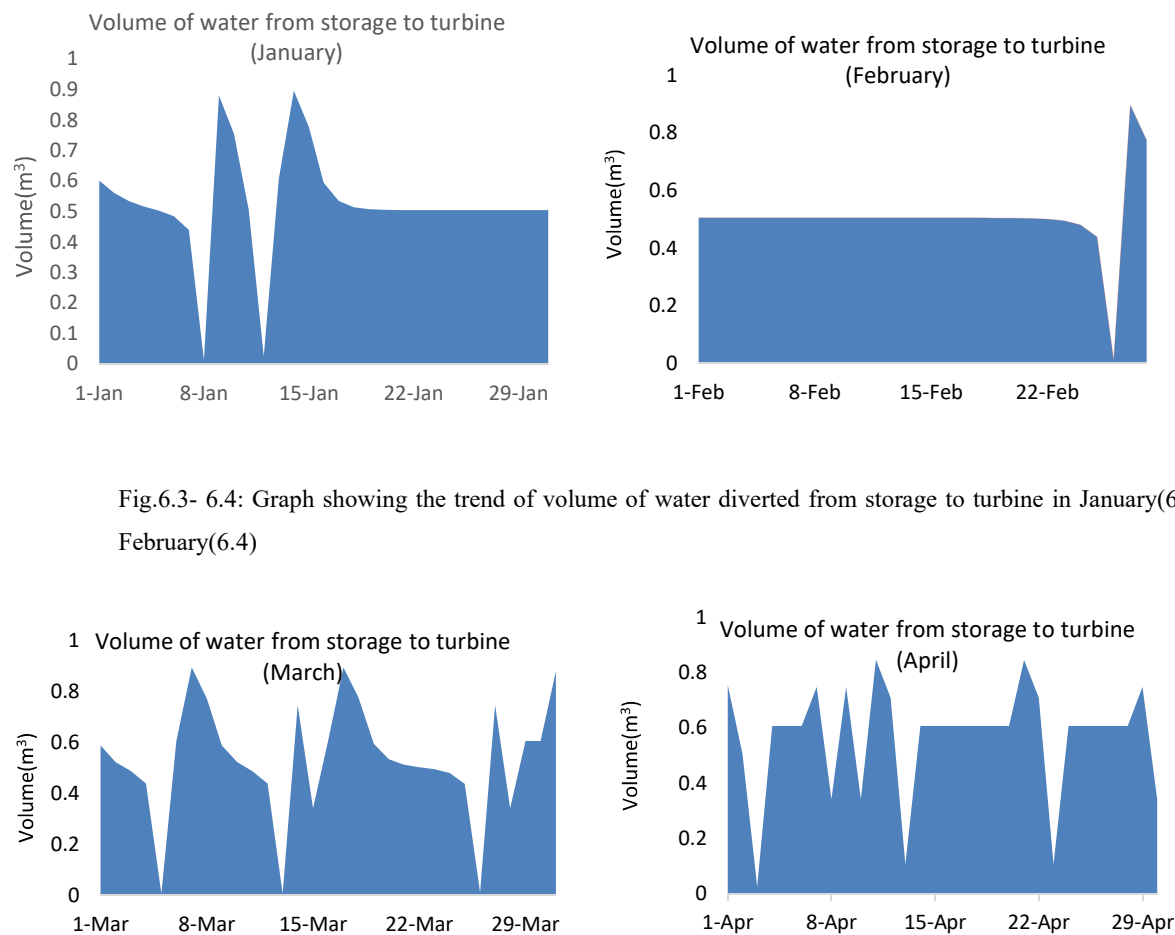 Volume of water from storage to turbine
(January)
Volume(m³)
1
0.9
0.8
0.7
0.6
0.5
0.4
0.3
0.2
0.1
0
1-Jan 8-Jan 15-Jan 22-Jan 29-Jan
Volume of water from storage to turbine
(February)
Volume(m³)
1
0.8
0.6
0.4
0.2
0
1-Feb 8-Feb 15-Feb 22-Feb
Fig.6.3- 6.4: Graph showing the trend of volume of water diverted from storage to turbine in January(6
February(6.4)
Volume of water from storage to turbine
(March)
Volume(m³)
1
0.8
0.6
0.4
0.2
0
1-Mar 8-Mar 15-Mar 22-Mar 29-Mar
Volume of water from storage to turbine
(April)
Volume(m³)
1
0.8
0.6
0.4
0.2
0
1-Apr 8-Apr 15-Apr 22-Apr 29-Apr